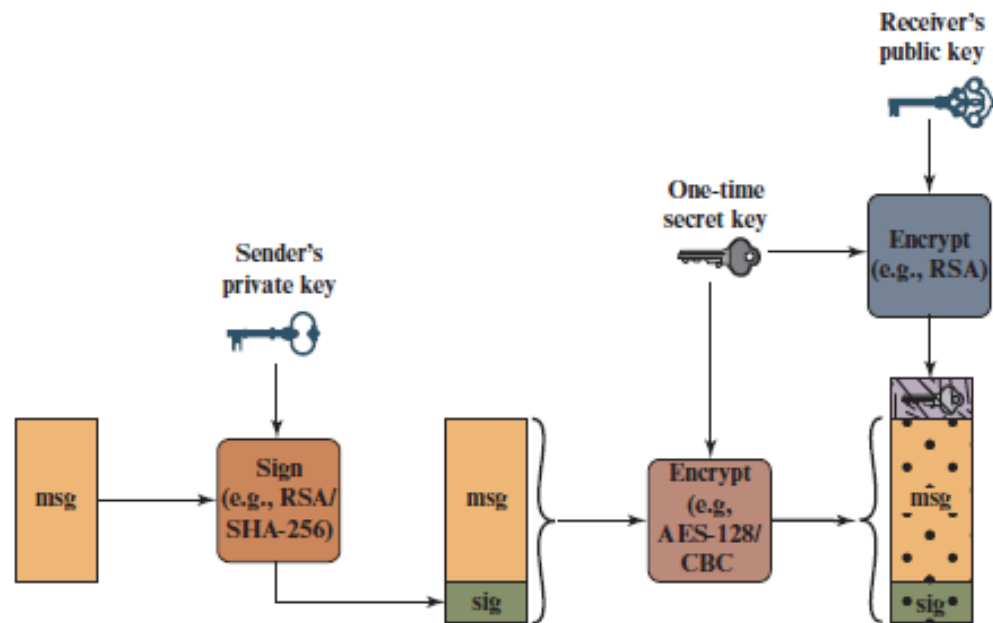 Receiver's
public key
One-time
secret key
Encrypt
(e.g., RSA)
Sender's
private key
msg
Sign
(e.g., RSA/
SHA-256)
msg
sig
Encrypt
(e.g,
AES-128/
CBC
msg
sig